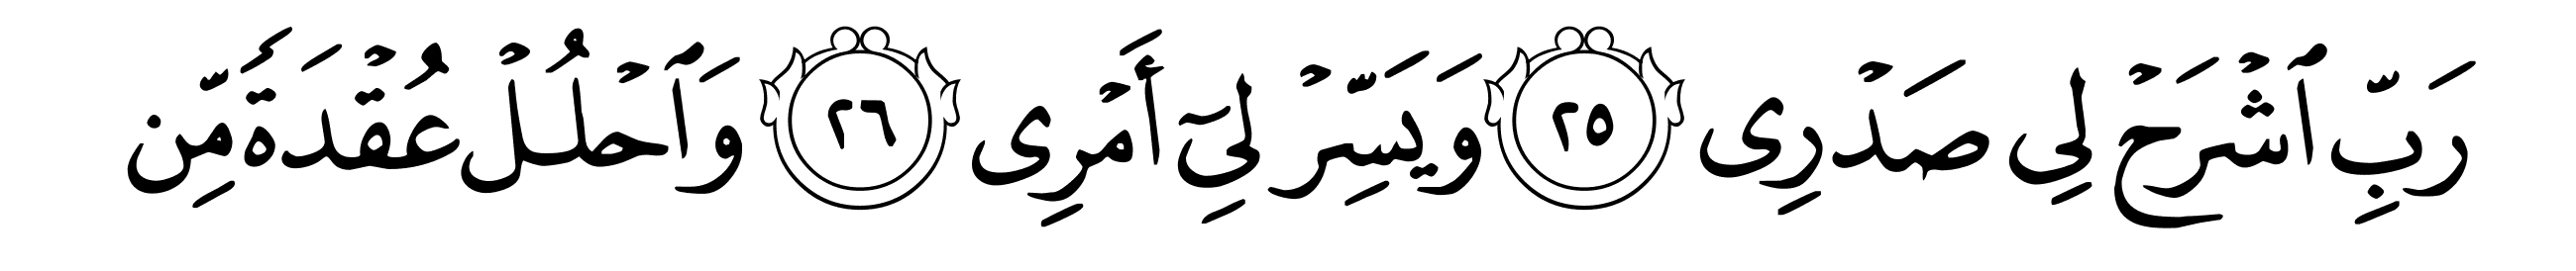 رَبِّ ٱشْرَحْ لِى صَدْرِى ٢٥ وَيَسِّرْ لِىٓ أَمْرِى ٢٦ وَٱحْلُلْ عُقْدَةً مِّن